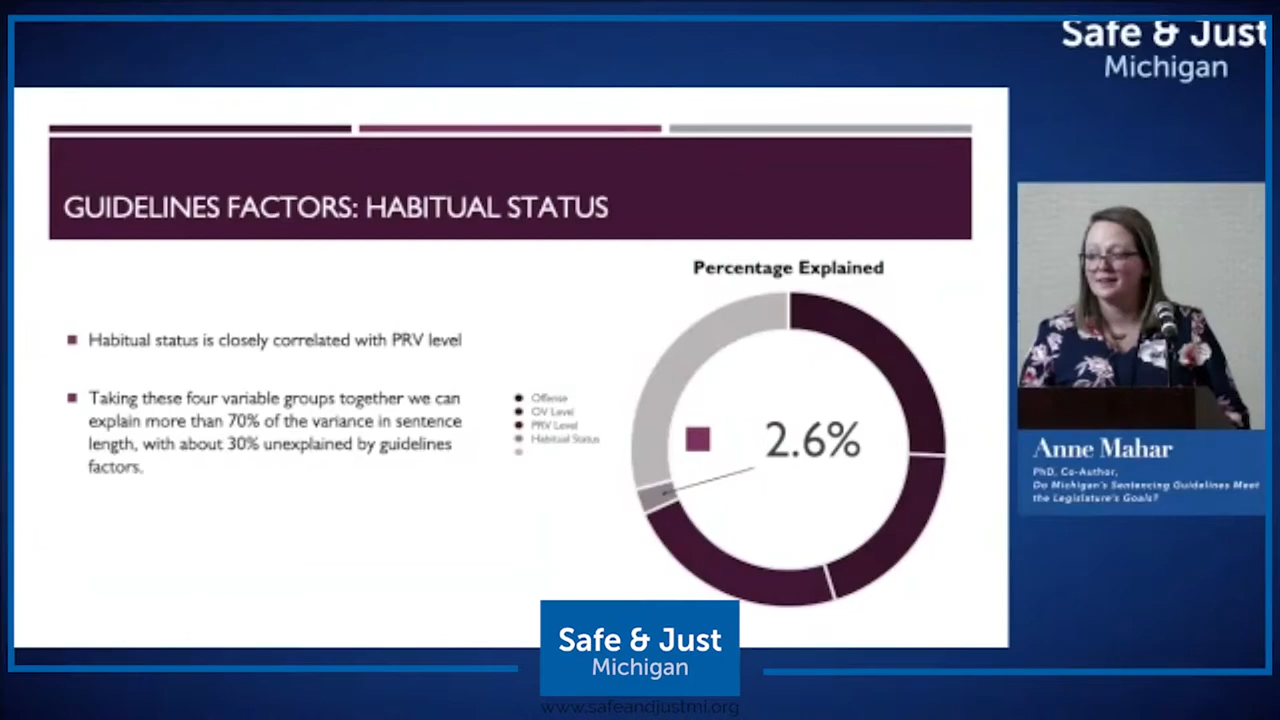 Safe & Just
Michigan
GUIDELINES FACTORS: HABITUAL STATUS
Percentage Explained
Habitual status is closely correlated with PRV level
Taking these four variable groups together we can
explain more than 70% of the variance in sentence
length, with about 30% unexplained by guidelines
factors.
Offense
OV Level
PRV Level
Habitual Status
2.6%
Anne Mahar
PhD, Co-Author,
Do Michigan's Sentencing Guidelines Meet
the Legislature's Goals?
Safe & Just
Michigan
www.safeandjustmi.org